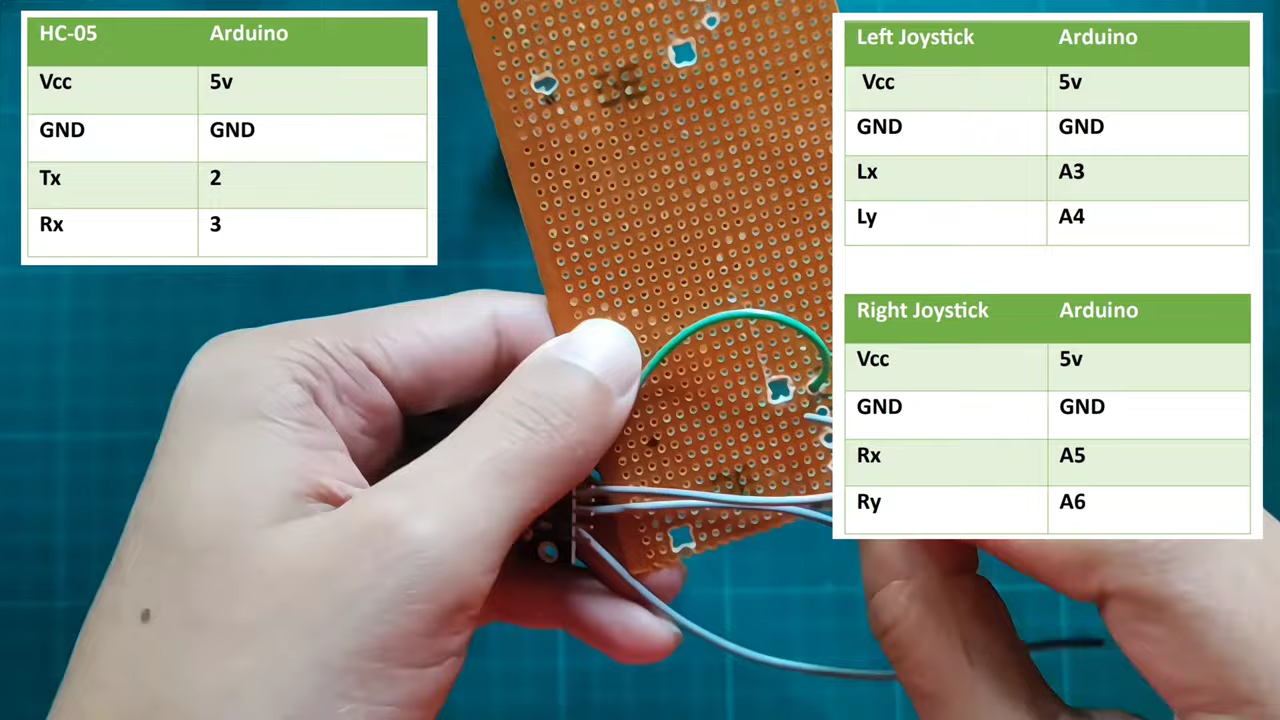 HC-05 Arduino
Vcc 5v
GND GND
Tx 2
Rx 3
Left Joystick Arduino
Vcc 5v
GND GND
Lx A3
Ly A4
Right Joystick Arduino
Vcc 5v
GND GND
Rx A5
Ry A6